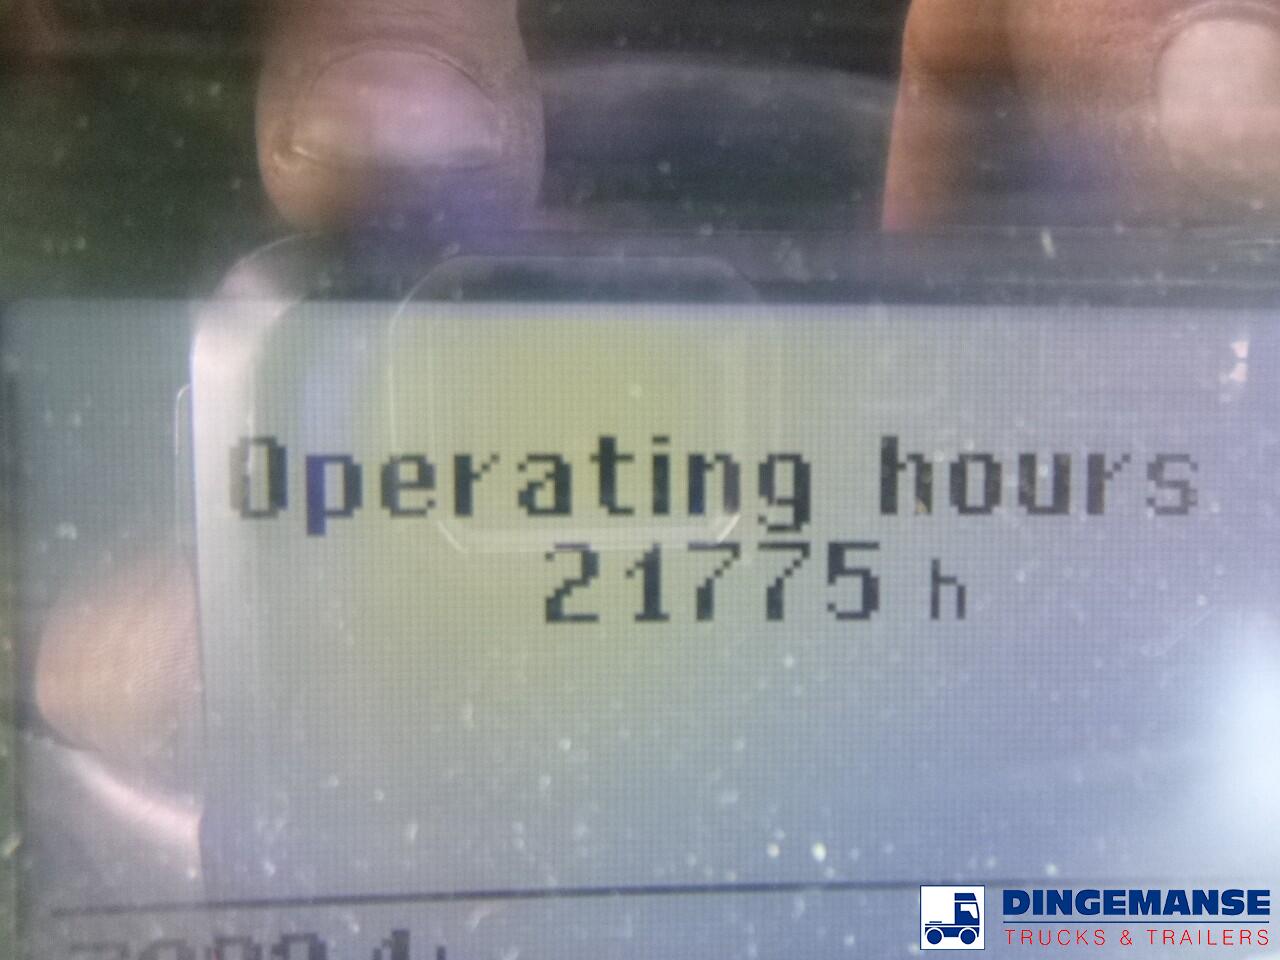 Operating hours
21775 h
DINGEMANSE
TRUCKS & TRAILERS